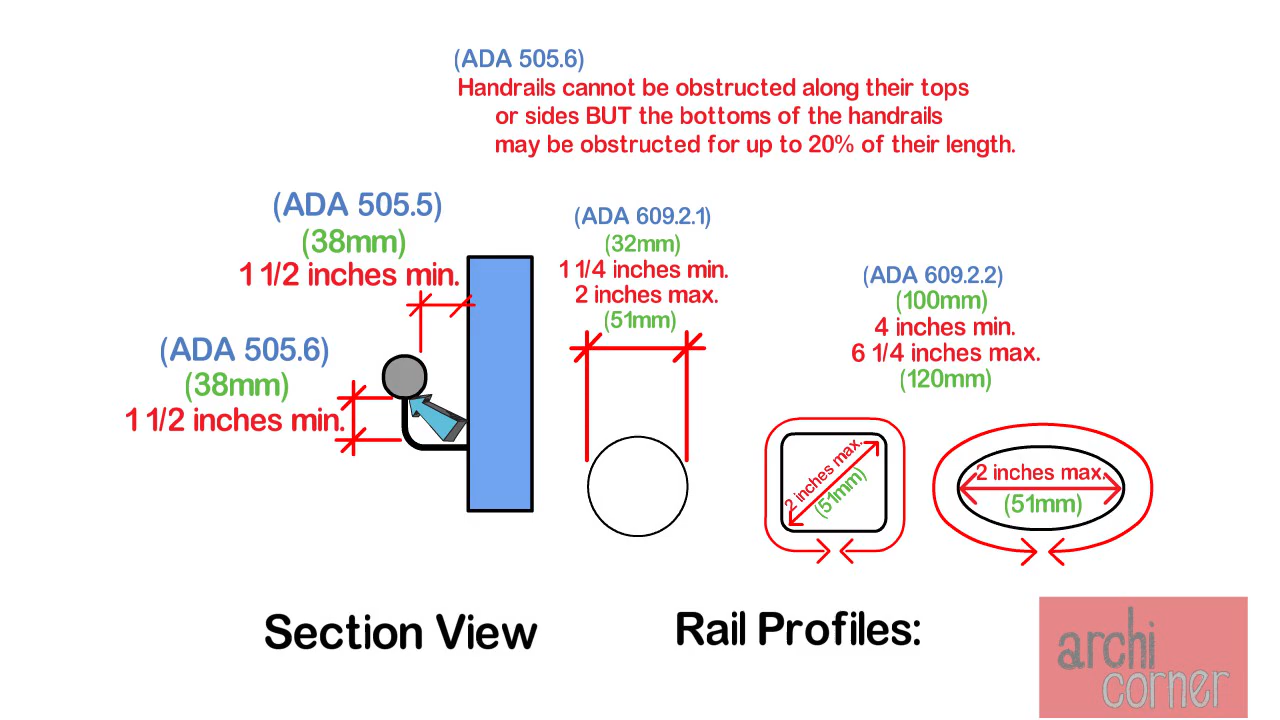 (ADA 505.6)
Handrails cannot be obstructed along their tops
or sides BUT the bottoms of the handrails
may be obstructed for up to 20% of their length.
(ADA 505.5)
(38mm)
1 1/2 inches min.
(ADA 505.6)
(38mm)
1 1/2 inches min.
(ADA 609.2.1)
(32mm)
1 1/4 inches min.
2 inches max.
(51mm)
(ADA 609.2.2)
(100mm)
4 inches min.
6 1/4 inches max.
(120mm)
2 inches max.
(51mm)
2 inches max.
(51mm)
Section View
Rail Profiles:
archi
corner